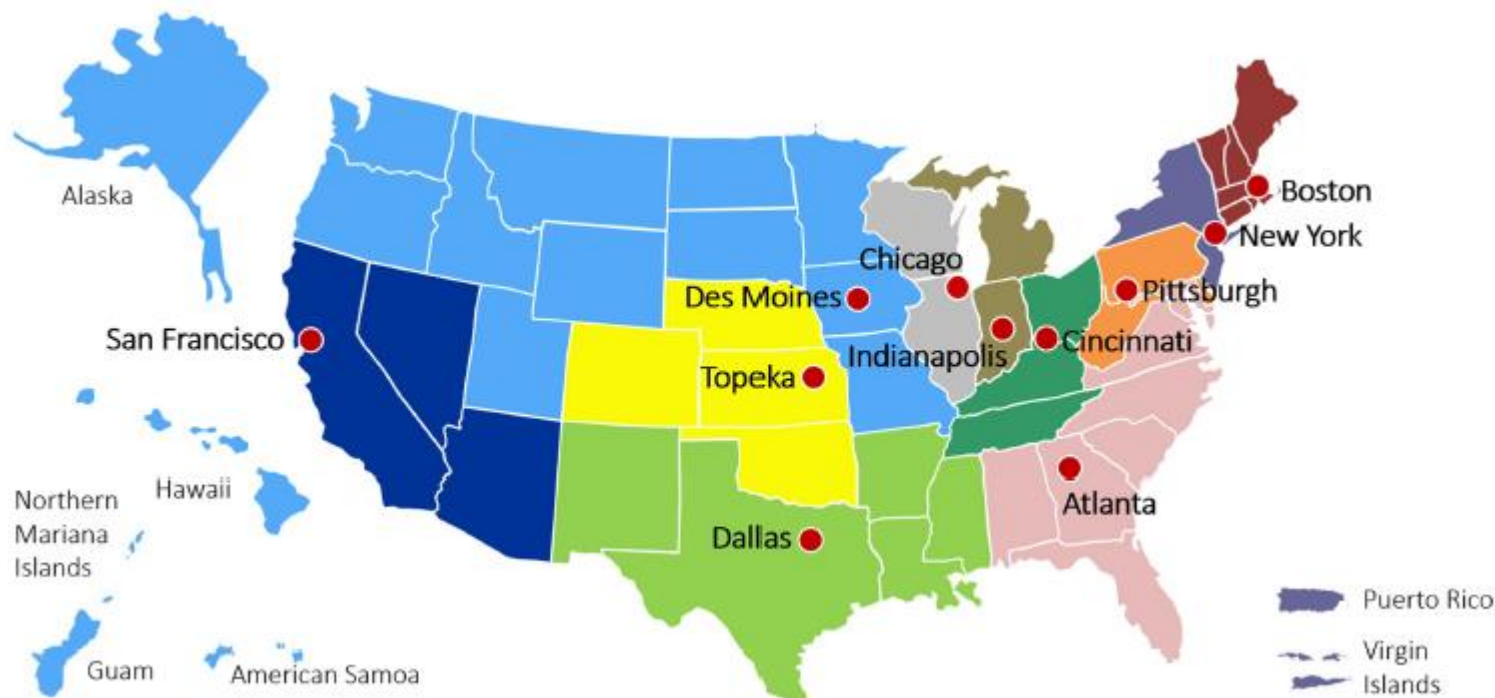 Alaska
Boston
New York
Chicago
Des Moines
Pittsburgh
San Francisco
Cincinnati
Indianapolis
Topeka
Hawaii
Northern
Mariana
Islands
Atlanta
Dallas
Puerto Rico
Virgin
Islands
Guam
American Samoa